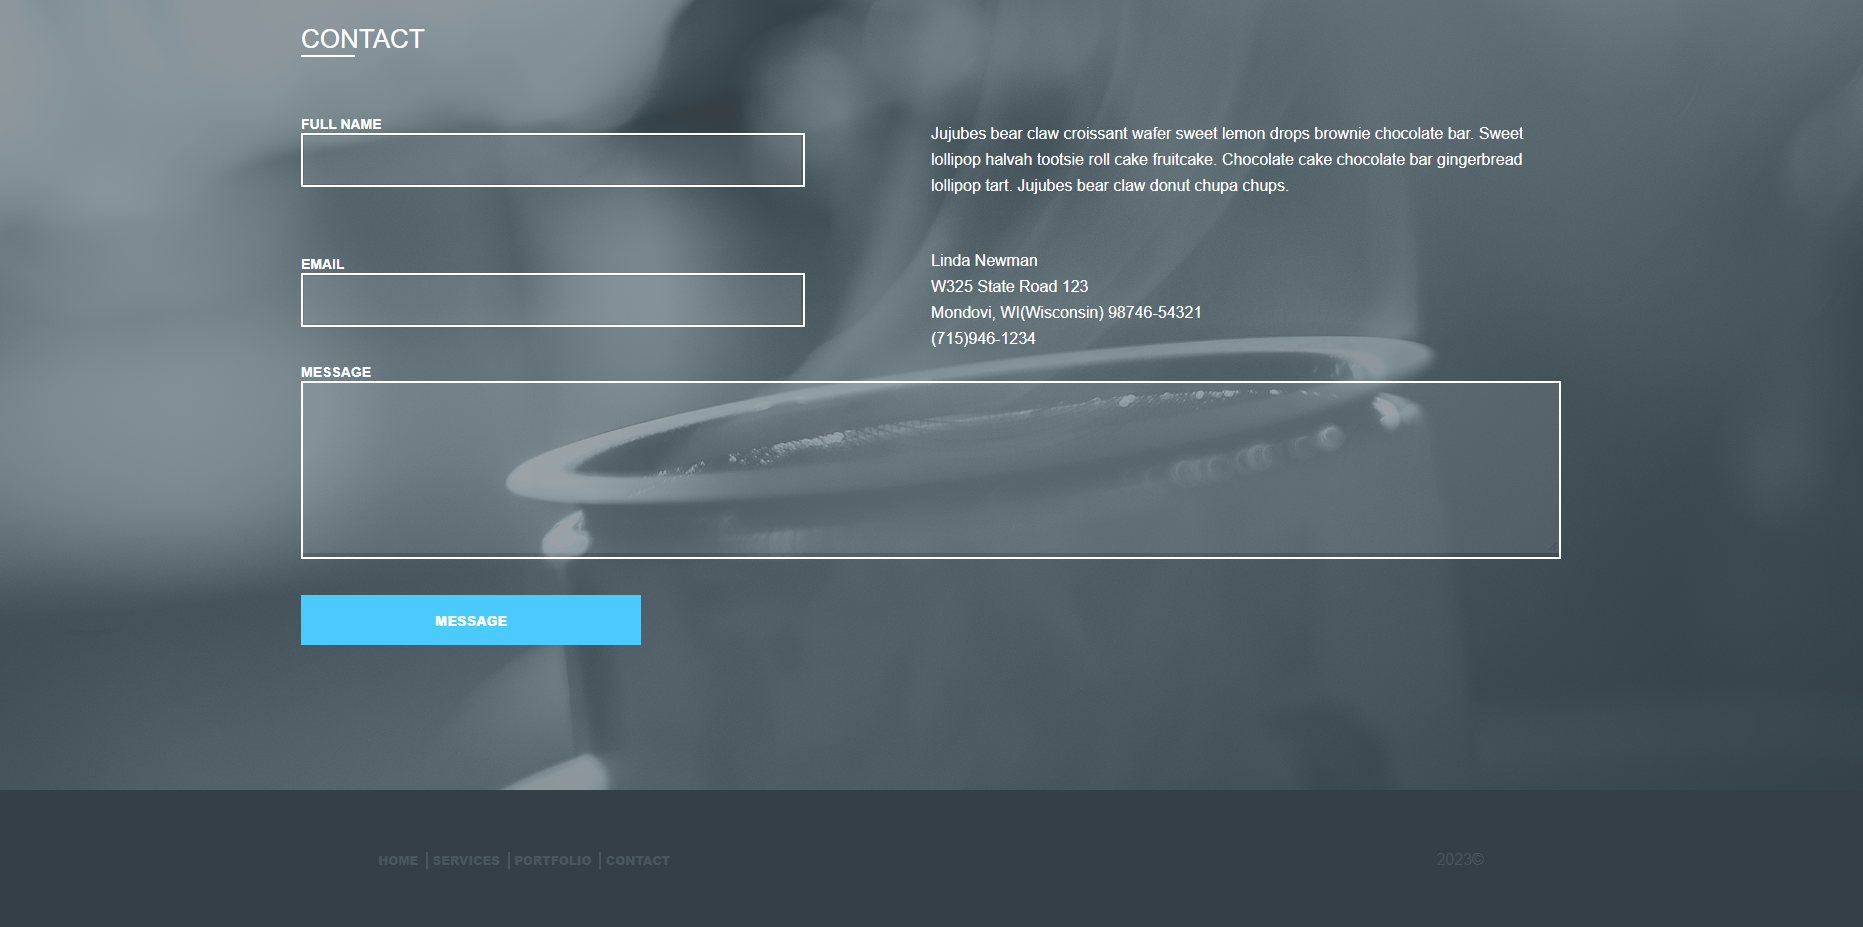 CONTACT
FULL NAME
Jujubes bear claw croissant wafer sweet lemon drops brownie chocolate bar. Sweet
lollipop halvah tootsie roll cake fruitcake. Chocolate cake chocolate bar gingerbread
lollipop tart. Jujubes bear claw donut chupa chups.
EMAIL
Linda Newman
W325 State Road 123
Mondovi, WI(Wisconsin) 98746-54321
(715)946-1234
MESSAGE
MESSAGE
HOME | SERVICES | PORTFOLIO | CONTACT
2023©